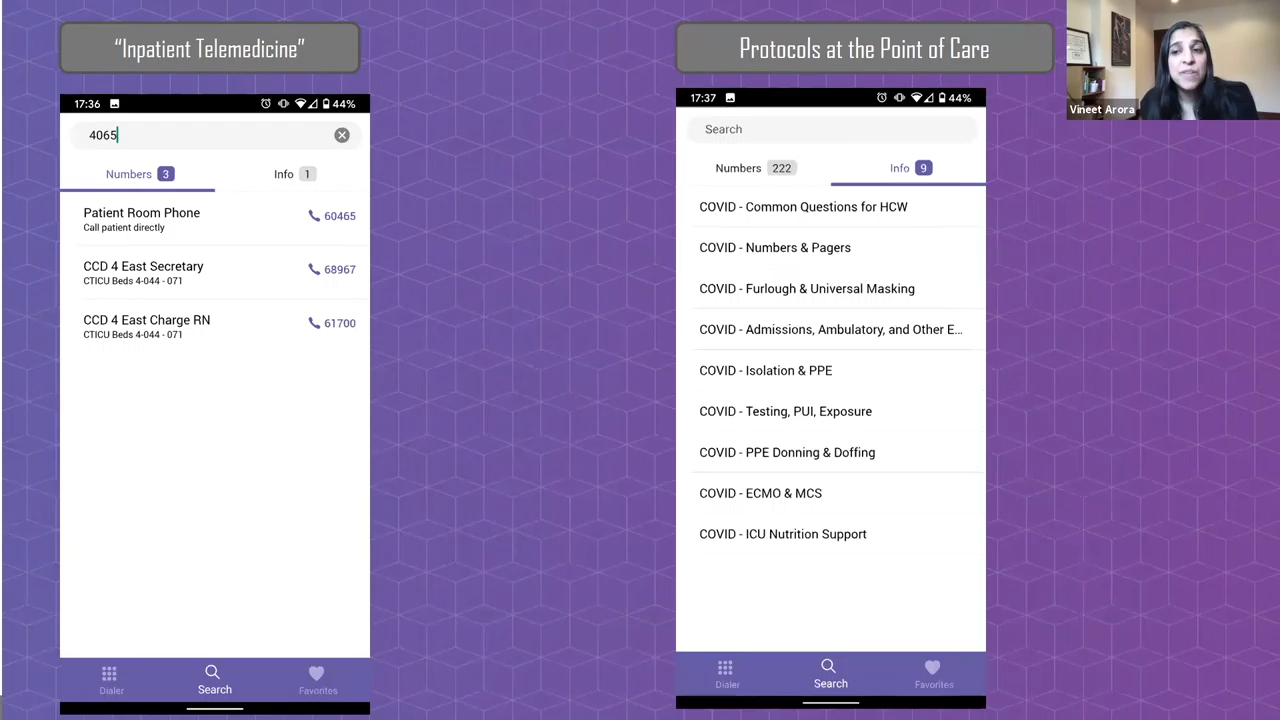 “Inpatient Telemedicine”
17:36
44%
4065
Numbers 3
Info 1
Patient Room Phone
60465
Call patient directly
CCD 4 East Secretary
68967
CTICU Beds 4-044 - 071
CCD 4 East Charge RN
61700
CTICU Beds 4-044 - 071
Dialer
Search
Favorites
Protocols at the Point of Care
17:37
44%
Search
Numbers 222
Info 9
COVID - Common Questions for HCW
COVID - Numbers & Pagers
COVID - Furlough & Universal Masking
COVID - Admissions, Ambulatory, and Other E...
COVID - Isolation & PPE
COVID - Testing, PUI, Exposure
COVID - PPE Donning & Doffing
COVID - ECMO & MCS
COVID - ICU Nutrition Support
Dialer
Search
Favorites
Vineet Arora